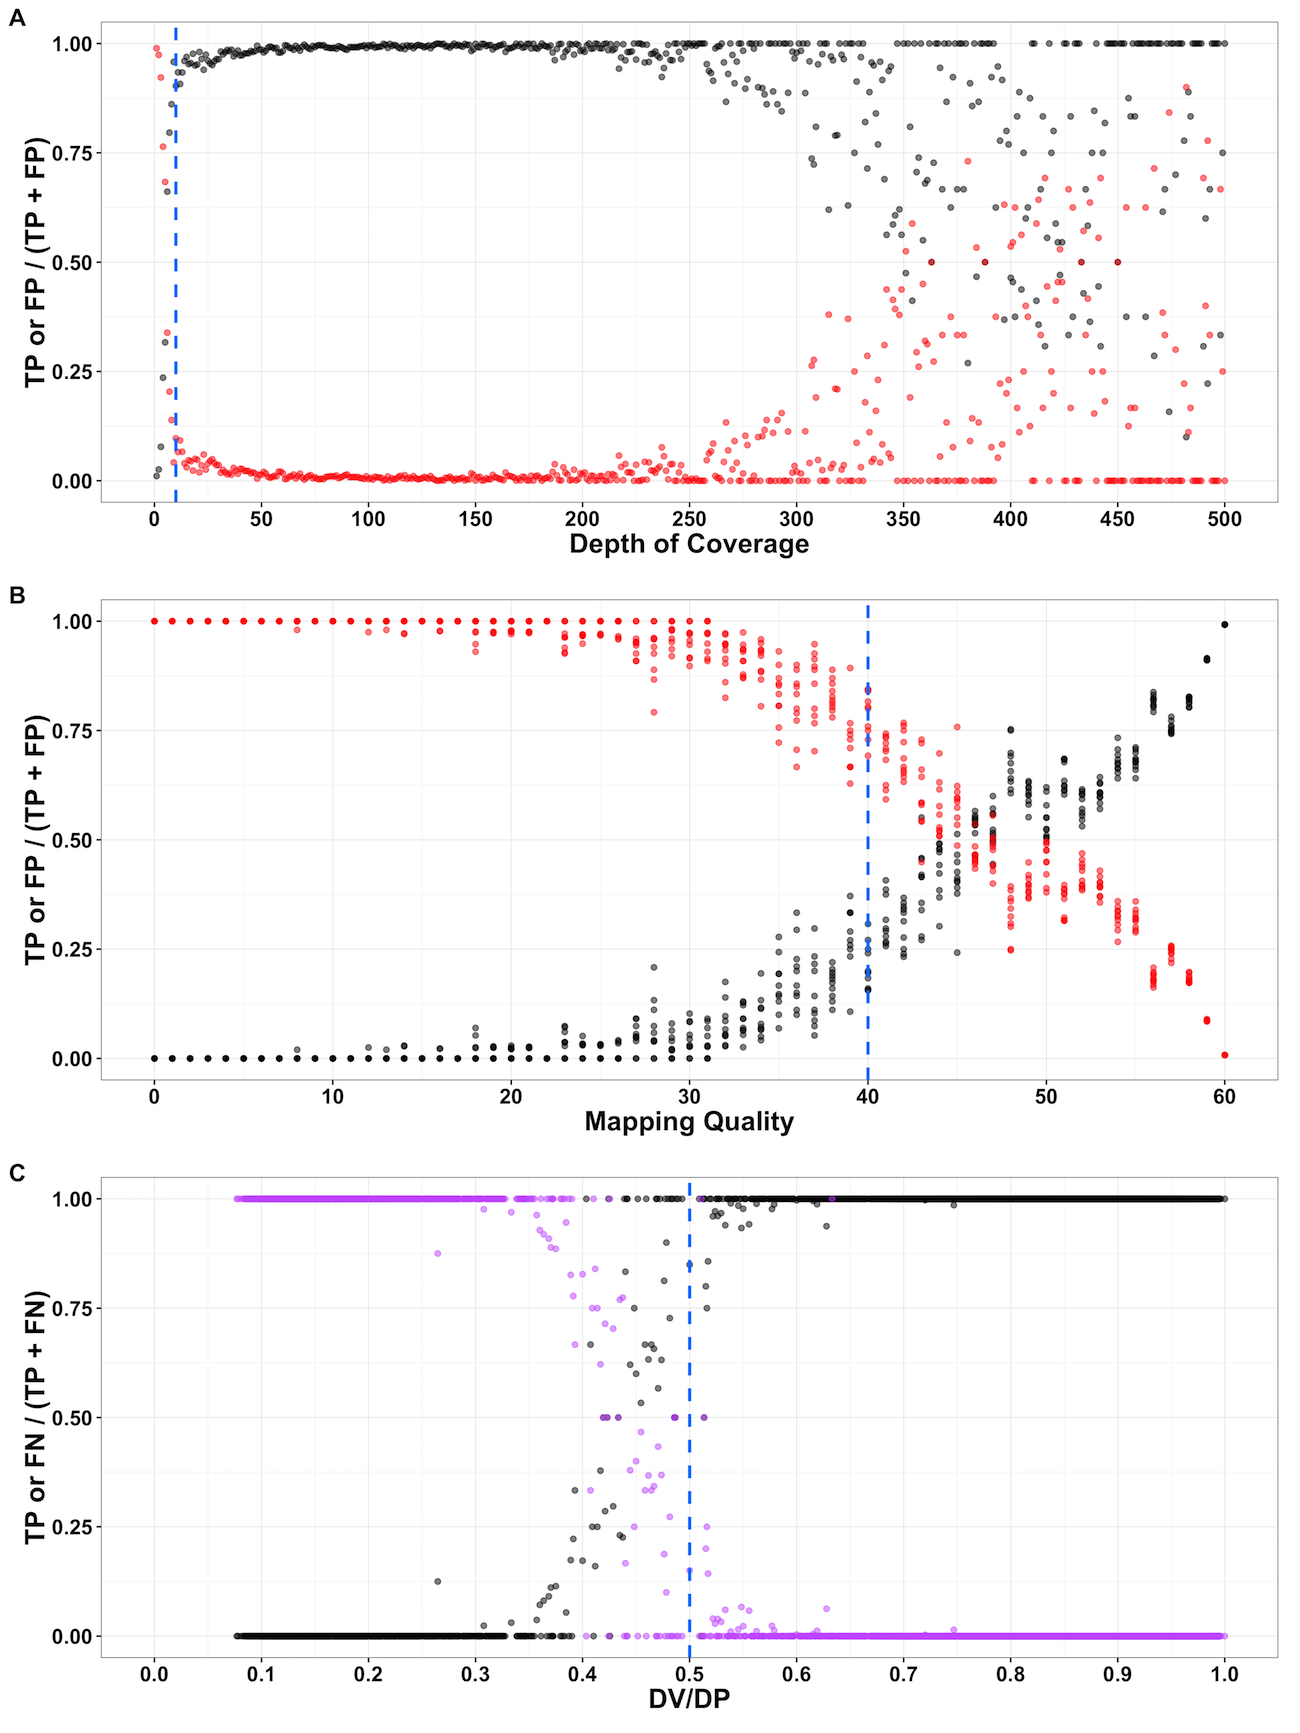 A
TP or FP / (TP + FP)
1.00
0.75
0.50
0.25
0.00
0 50 100 150 200 250 300 350 400 450 500
Depth of Coverage
B
TP or FP / (TP + FP)
1.00
0.75
0.50
0.25
0.00
0 10 20 30 40 50 60
Mapping Quality
C
TP or FN / (TP + FN)
1.00
0.75
0.50
0.25
0.00
0.0 0.1 0.2 0.3 0.4 0.5 0.6 0.7 0.8 0.9 1.0
DV/DP